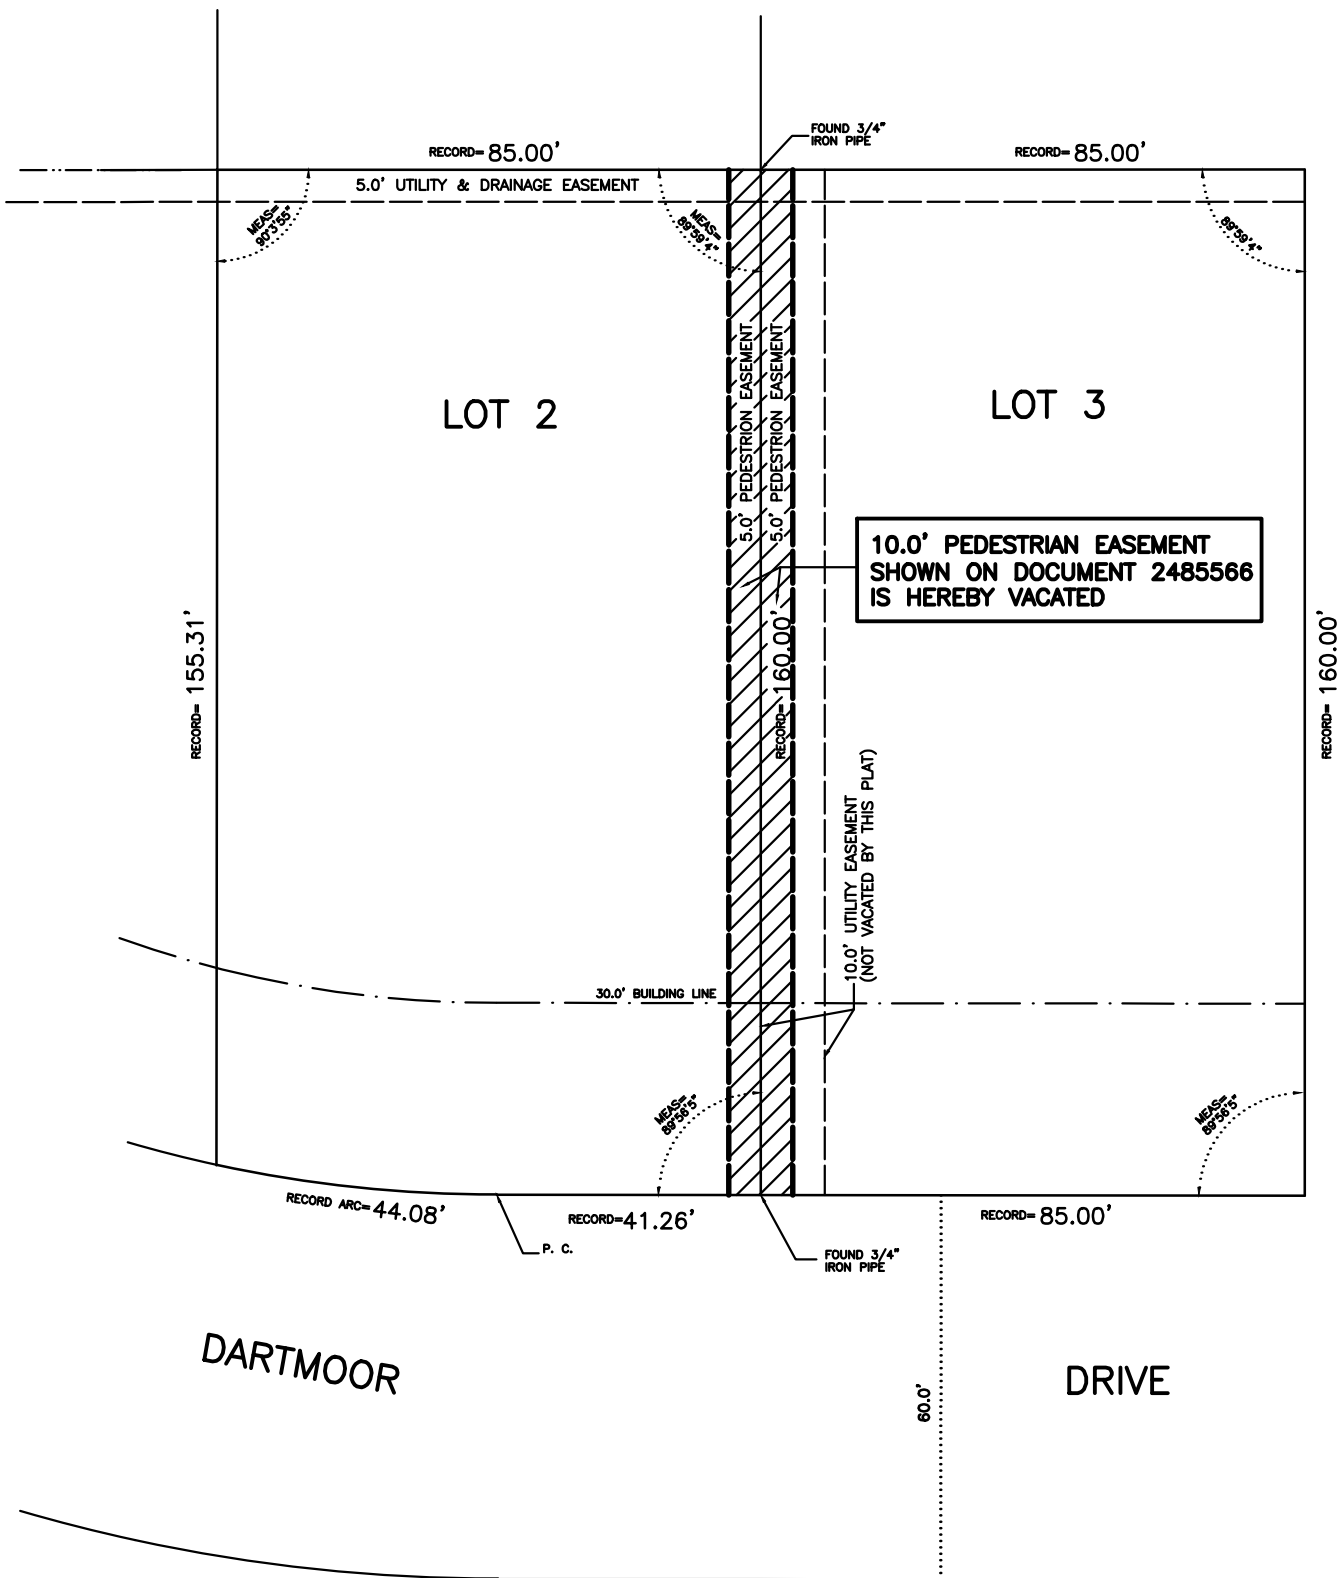 FOUND 3/4"
IRON PIPE
RECORD= 85.00'
RECORD= 85.00'
5.0' UTILITY & DRAINAGE EASEMENT
MEAS=
90°3'55"
MEAS=
89°59'4"
89°59'4"
5.0' PEDESTRION EASEMENT
5.0' PEDESTRION EASEMENT
LOT 2
LOT 3
10.0' PEDESTRIAN EASEMENT
SHOWN ON DOCUMENT 2485566
IS HEREBY VACATED
RECORD= 155.31'
RECORD= 160.00'
RECORD= 160.00'
10.0' UTILITY EASEMENT
(NOT VACATED BY THIS PLAT)
30.0' BUILDING LINE
MEAS=
89°56'5"
MEAS=
89°56'5"
RECORD ARC= 44.08'
RECORD= 41.26'
RECORD= 85.00'
P. C.
FOUND 3/4"
IRON PIPE
DARTMOOR
DRIVE
60.0'